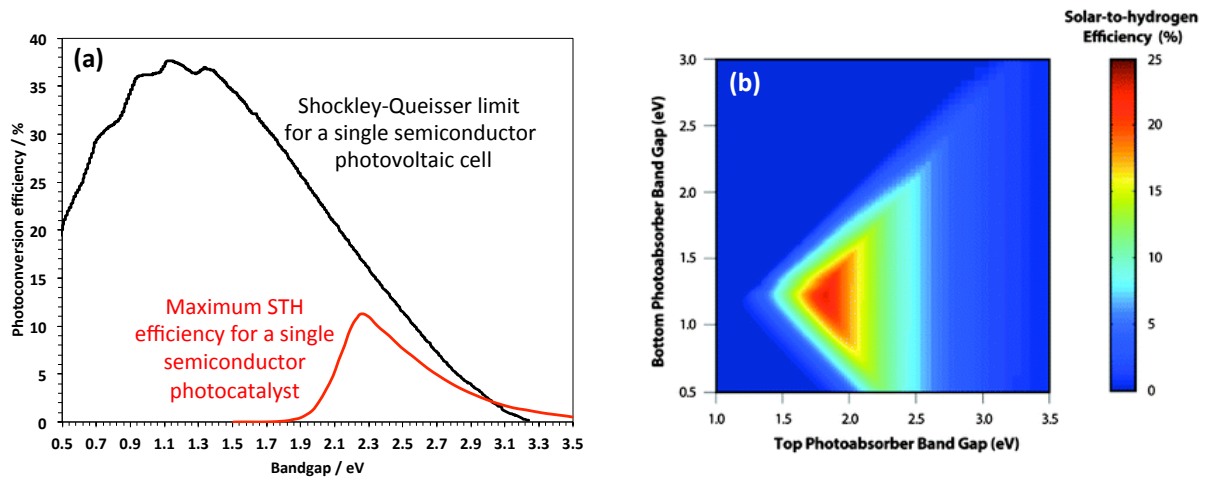 (a)
Photoconversion efficiency / %
40
35
30
25
20
15
10
5
0
Shockley-Queisser limit
for a single semiconductor
photovoltaic cell
Maximum STH
efficiency for a single
semiconductor
photocatalyst
0.5 0.7 0.9 1.1 1.3 1.5 1.7 1.9 2.1 2.3 2.5 2.7 2.9 3.1 3.3 3.5
Bandgap / eV
(b)
Bottom Photoabsorber Band Gap (eV)
3.0
2.5
2.0
1.5
1.0
0.5
1.0 1.5 2.0 2.5 3.0 3.5
Top Photoabsorber Band Gap (eV)
Solar-to-hydrogen
Efficiency (%)
25
20
15
10
5
0